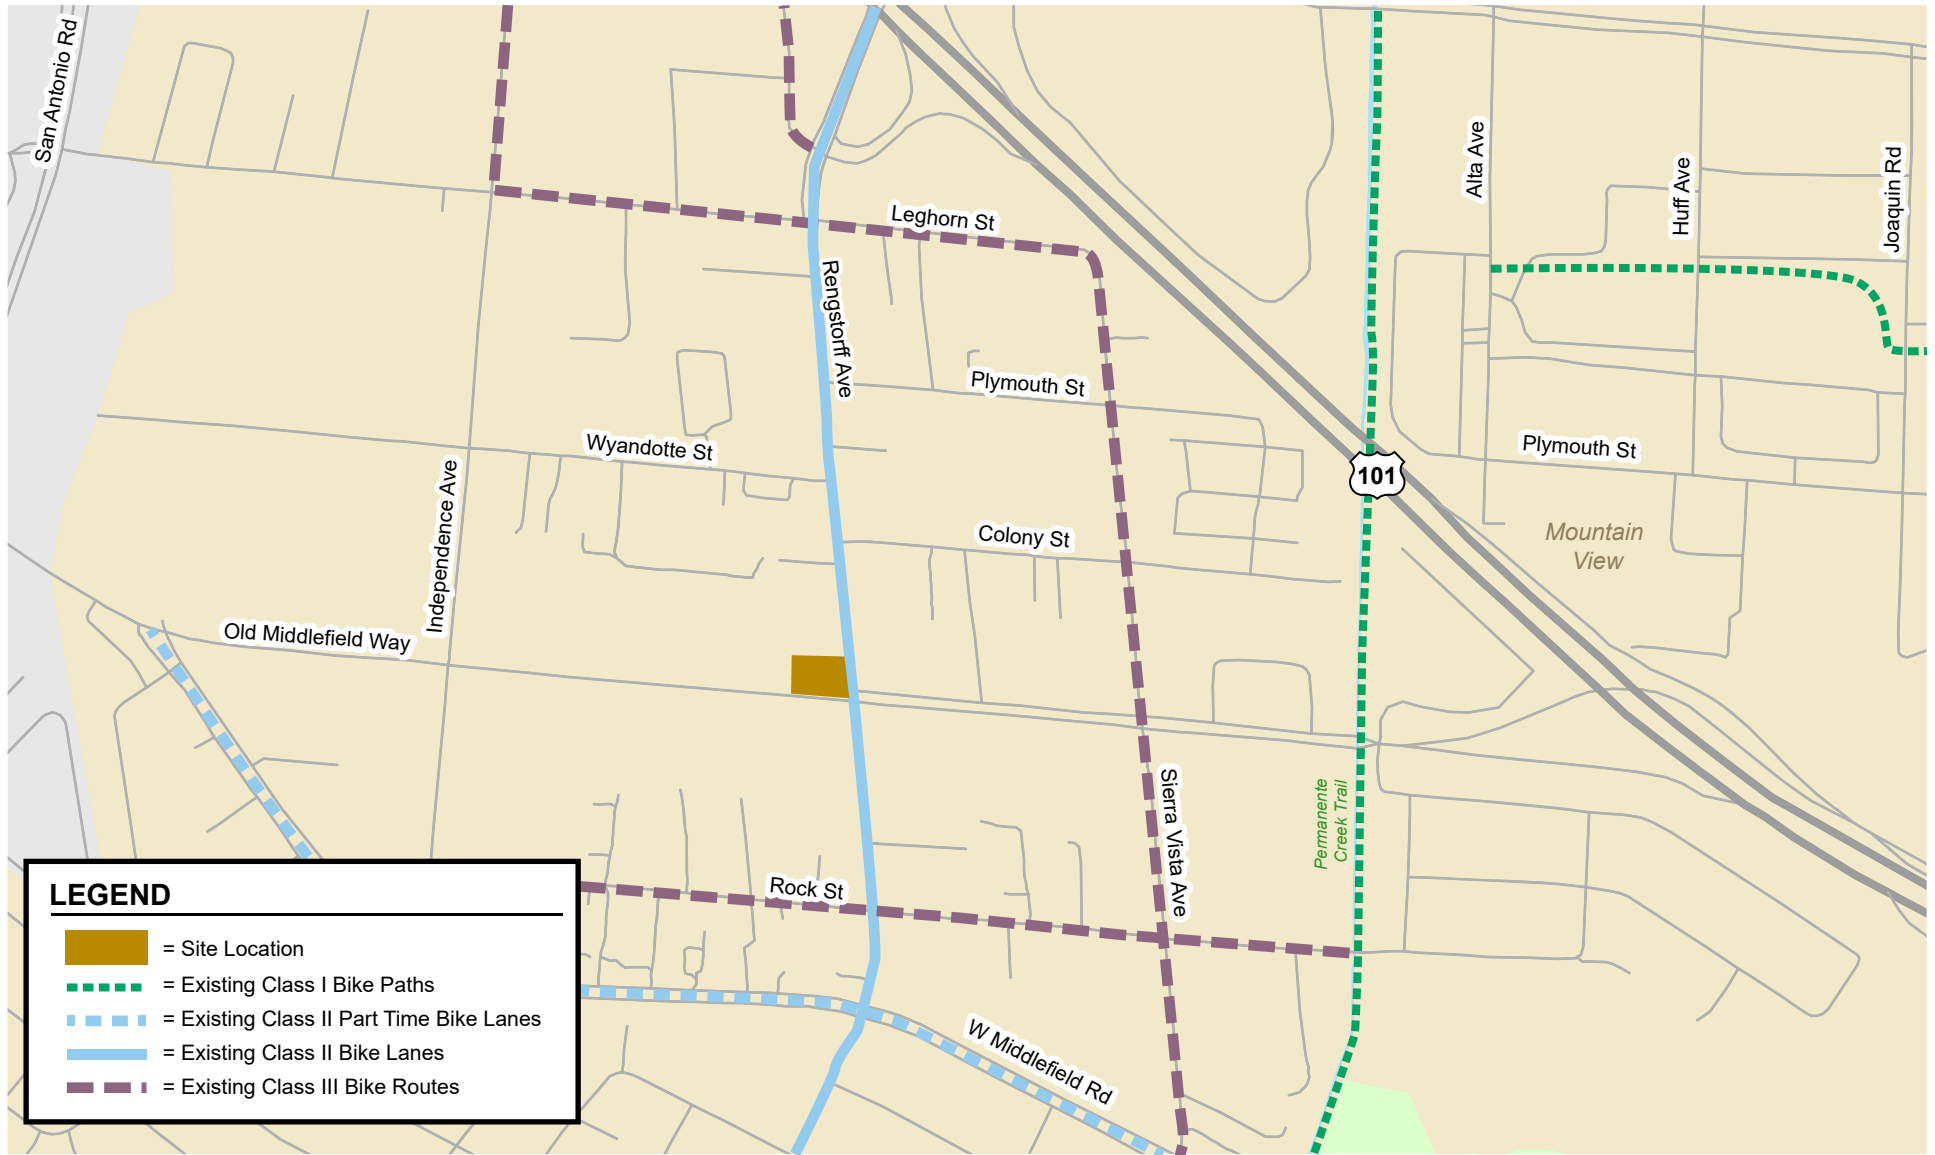 San Antonio Rd
Alta Ave
Huff Ave
Joaquin Rd
Leghorn St
Rengstorff Ave
Plymouth St
Wyandotte St
Plymouth St
101
Independence Ave
Colony St
Mountain
View
Old Middlefield Way
Sierra Vista Ave
Permanente
Creek Trail
Rock St
W Middlefield Rd
LEGEND
= Site Location
= Existing Class I Bike Paths
= Existing Class II Part Time Bike Lanes
= Existing Class II Bike Lanes
= Existing Class III Bike Routes